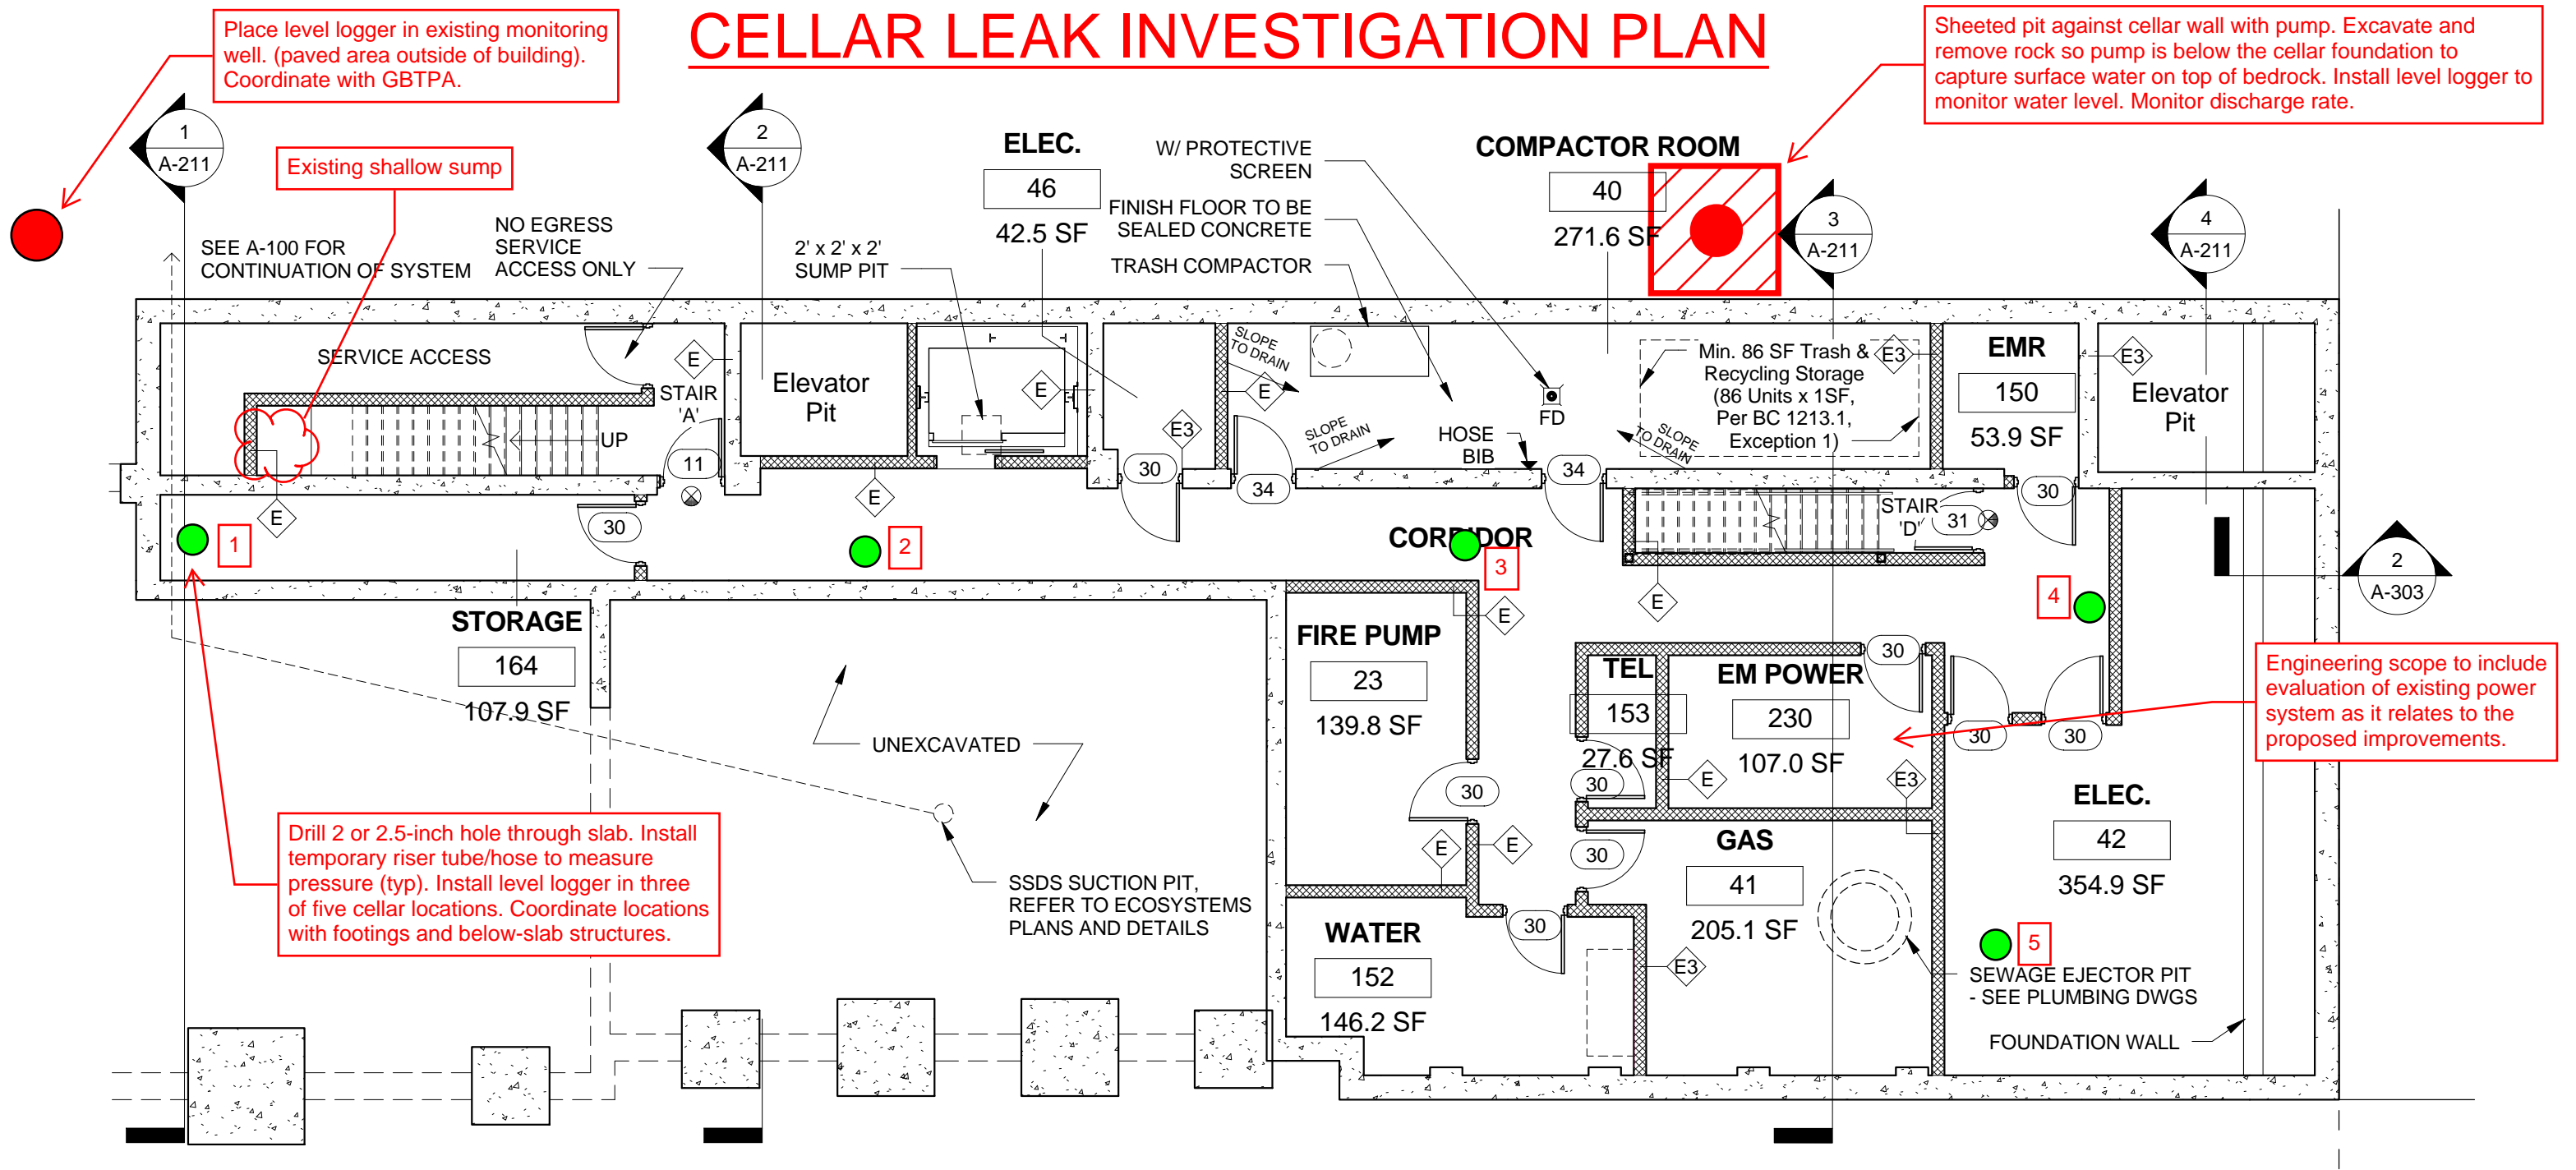 CELLAR LEAK INVESTIGATION PLAN
Place level logger in existing monitoring
well. (paved area outside of building).
Coordinate with GBTPA.
Sheeted pit against cellar wall with pump. Excavate and
remove rock so pump is below the cellar foundation to
capture surface water on top of bedrock. Install level logger to
monitor water level. Monitor discharge rate.
1
A-211
Existing shallow sump
2
A-211
ELEC.
46
42.5 SF
W/ PROTECTIVE
SCREEN
FINISH FLOOR TO BE
SEALED CONCRETE
TRASH COMPACTOR
COMPACTOR ROOM
40
271.6 SF
3
A-211
4
A-211
SEE A-100 FOR
CONTINUATION OF SYSTEM
NO EGRESS
SERVICE
ACCESS ONLY
2' x 2' x 2'
SUMP PIT
SERVICE ACCESS
E
STAIR
'A'
UP
11
Elevator
Pit
E
E3
30
SLOPE
TO DRAIN
E
34
SLOPE
TO DRAIN
HOSE
BIB
FD
34
SLOPE
TO DRAIN
Min. 86 SF Trash &
Recycling Storage
(86 Units x 1SF,
Per BC 1213.1,
Exception 1)
E3
EMR
150
53.9 SF
E3
Elevator
Pit
30
E
30
E
1
2
CORRIDOR
3
E
E
STAIR
'D'
31
4
2
A-303
STORAGE
164
107.9 SF
UNEXCAVATED
FIRE PUMP
23
139.8 SF
30
E
E
TEL
153
27.6 SF
30
30
EM POWER
230
107.0 SF
30
E
E3
30
30
Engineering scope to include
evaluation of existing power
system as it relates to the
proposed improvements.
Drill 2 or 2.5-inch hole through slab. Install
temporary riser tube/hose to measure
pressure (typ). Install level logger in three
of five cellar locations. Coordinate locations
with footings and below-slab structures.
SSDS SUCTION PIT,
REFER TO ECOSYSTEMS
PLANS AND DETAILS
WATER
152
146.2 SF
30
E3
GAS
41
205.1 SF
ELEC.
42
354.9 SF
5
SEWAGE EJECTOR PIT
- SEE PLUMBING DWGS
FOUNDATION WALL